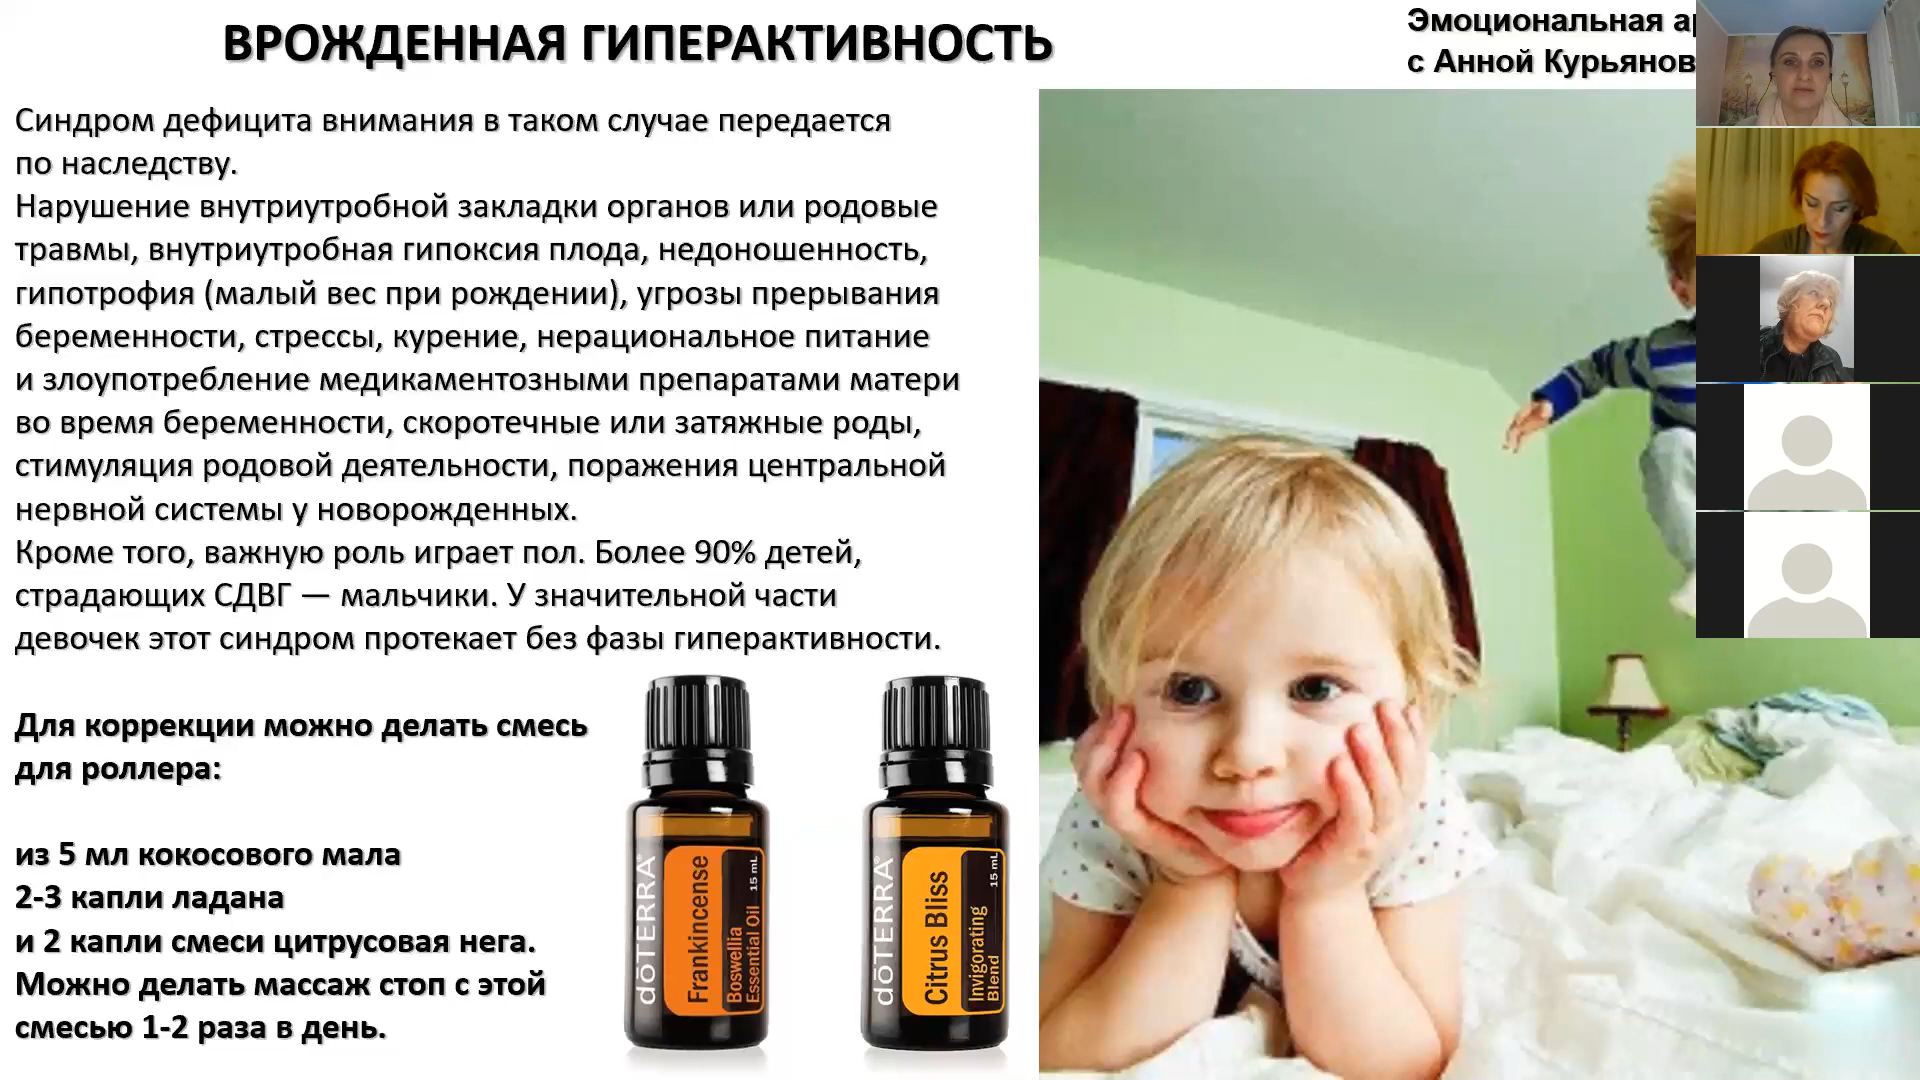 ВРОЖДЕННАЯ ГИПЕРАКТИВНОСТЬ
Эмоциональная
с Анной
Синдром дефицита внимания в таком случае передается
по наследству.
Нарушение внутриутробной закладки органов или родовые
травмы, внутриутробная гипоксия плода, недоношенность,
гипотрофия (малый вес при рождении), угрозы прерывания
беременности, стрессы, курение, нерациональное питание
и злоупотребление медикаментозными препаратами матери
во время беременности, скоротечные или затяжные роды,
стимуляция родовой деятельности, поражения центральной
нервной системы у новорожденных.
Кроме того, важную роль играет пол. Более 90% детей,
страдающих СДВГ — мальчики. У значительной части
девочек этот синдром протекает без фазы гиперактивности.
Для коррекции можно делать смесь
для роллера:
из 5 мл кокосового мала
2-3 капли ладана
и 2 капли смеси цитрусовая нега.
Можно делать массаж стоп с этой
смесью 1-2 раза в день.
dōTERRA®
Frankincense
Boswellia
Essential Oil 15 mL
dōTERRA®
Citrus Bliss
Invigorating
Blend 15 mL